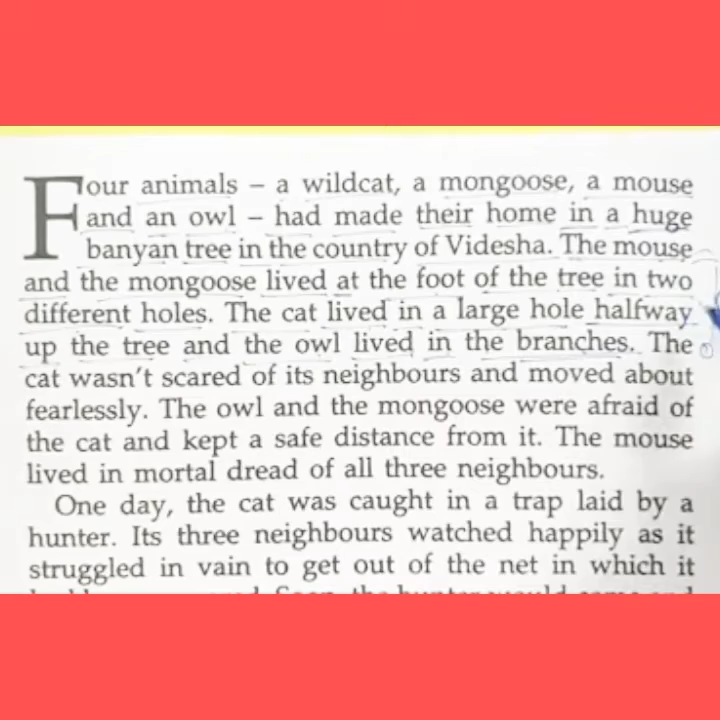 Four animals – a wildcat, a mongoose, a mouse
and an owl – had made their home in a huge
banyan tree in the country of Videsha. The mouse
and the mongoose lived at the foot of the tree in two
different holes. The cat lived in a large hole halfway
up the tree and the owl lived in the branches. The
cat wasn't scared of its neighbours and moved about
fearlessly. The owl and the mongoose were afraid of
the cat and kept a safe distance from it. The mouse
lived in mortal dread of all three neighbours.
One day, the cat was caught in a trap laid by a
hunter. Its three neighbours watched happily as it
struggled in vain to get out of the net in which it